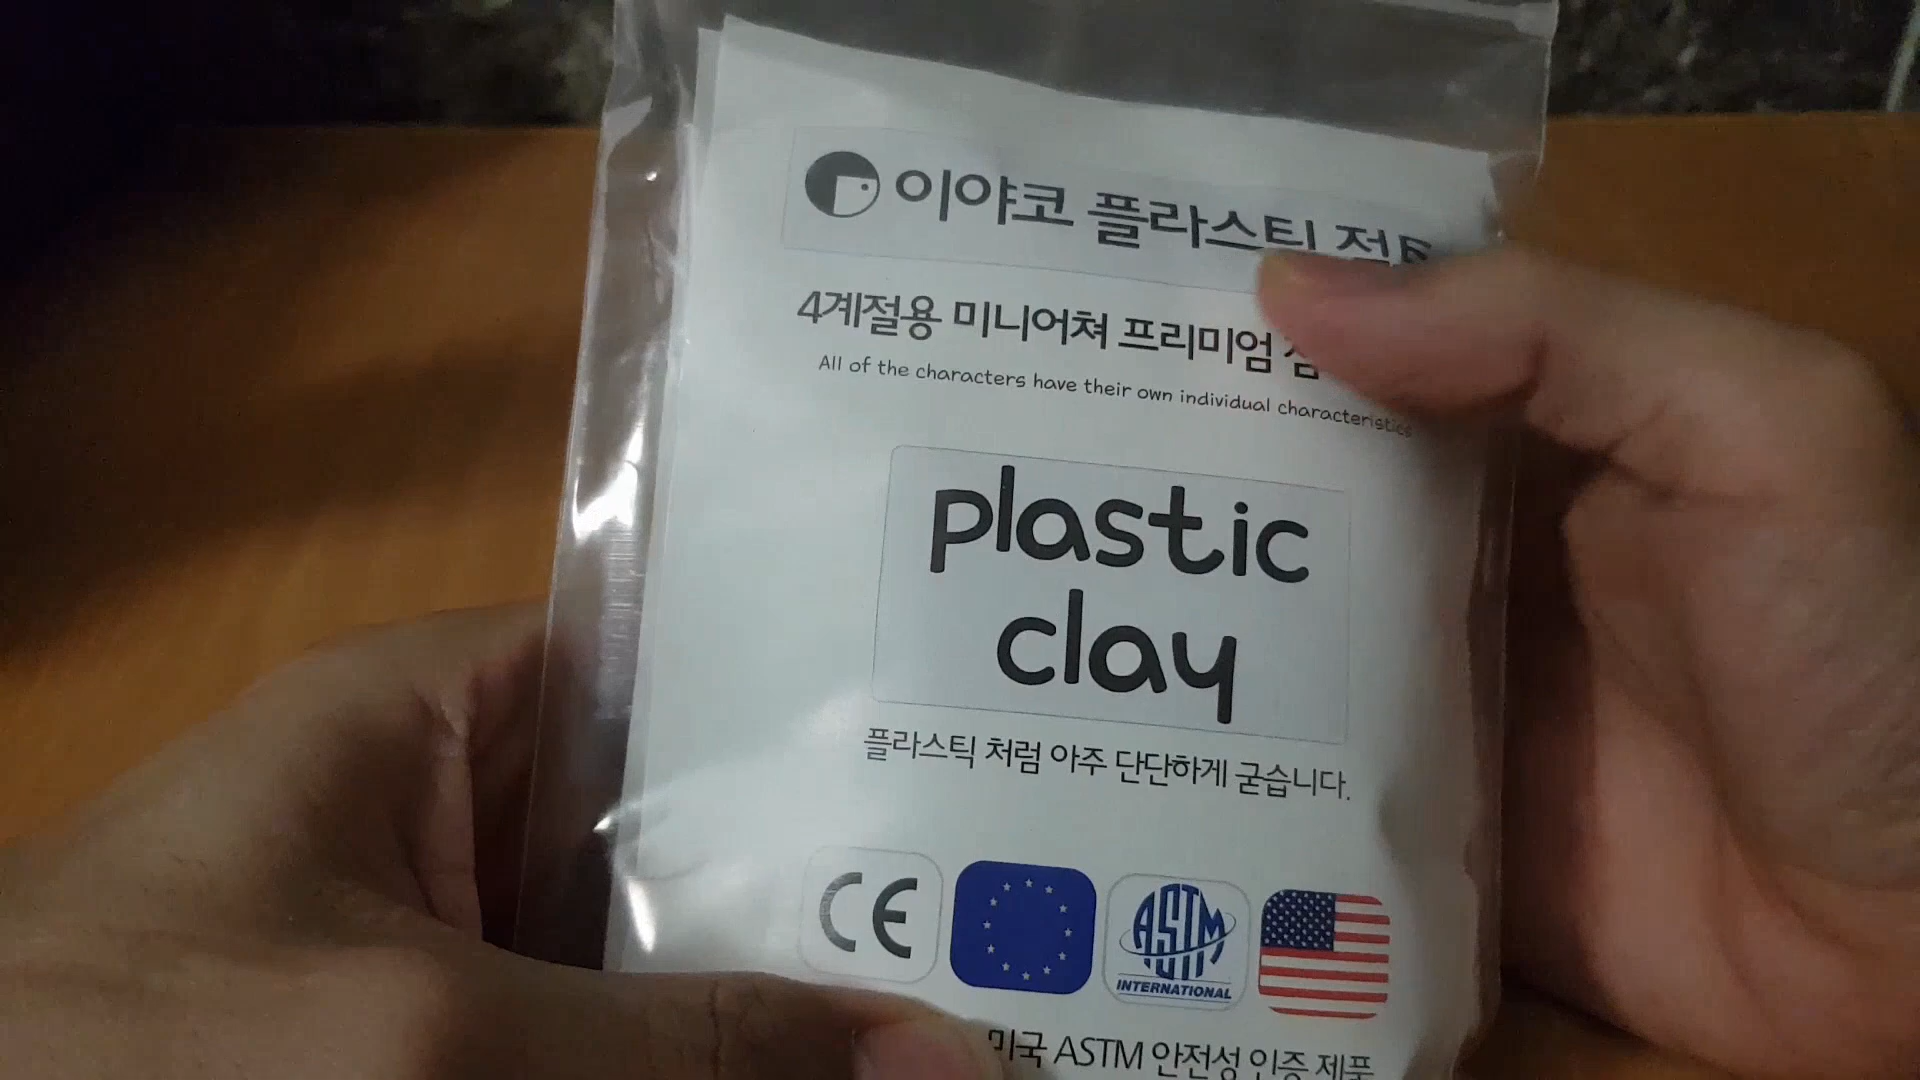 이야코 플라스틱
4계절용 미니어쳐 프리미엄
All of the characters have their own individual characteristics
plastic
clay
플라스틱 처럼 아주 단단하게 굳습니다.
CE
ASTM
INTERNATIONAL
미국 ASTM 안전성 인증 제품